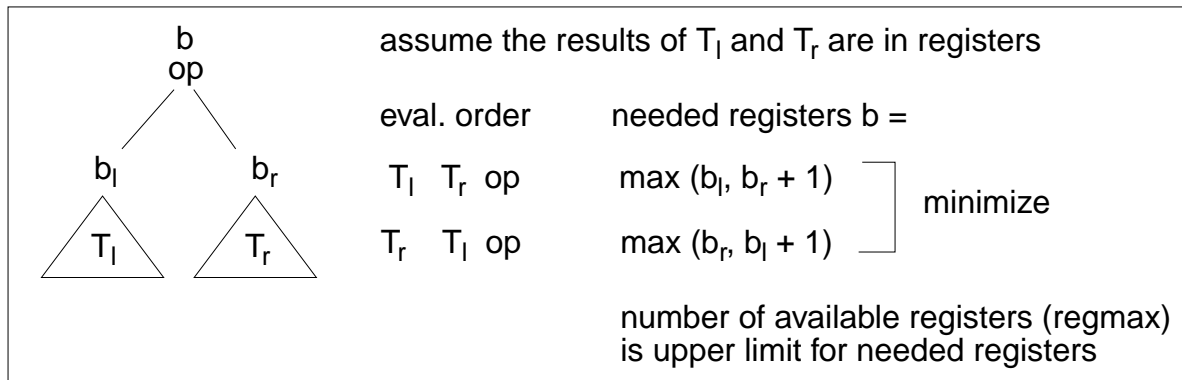 b
op
assume the results of Tl and Tr are in registers
eval. order
needed registers b =
bl
br
Tl Tr op
max (bl, br + 1)
minimize
Tl
Tr
Tr Tl op
max (br, bl + 1)
number of available registers (regmax)
is upper limit for needed registers